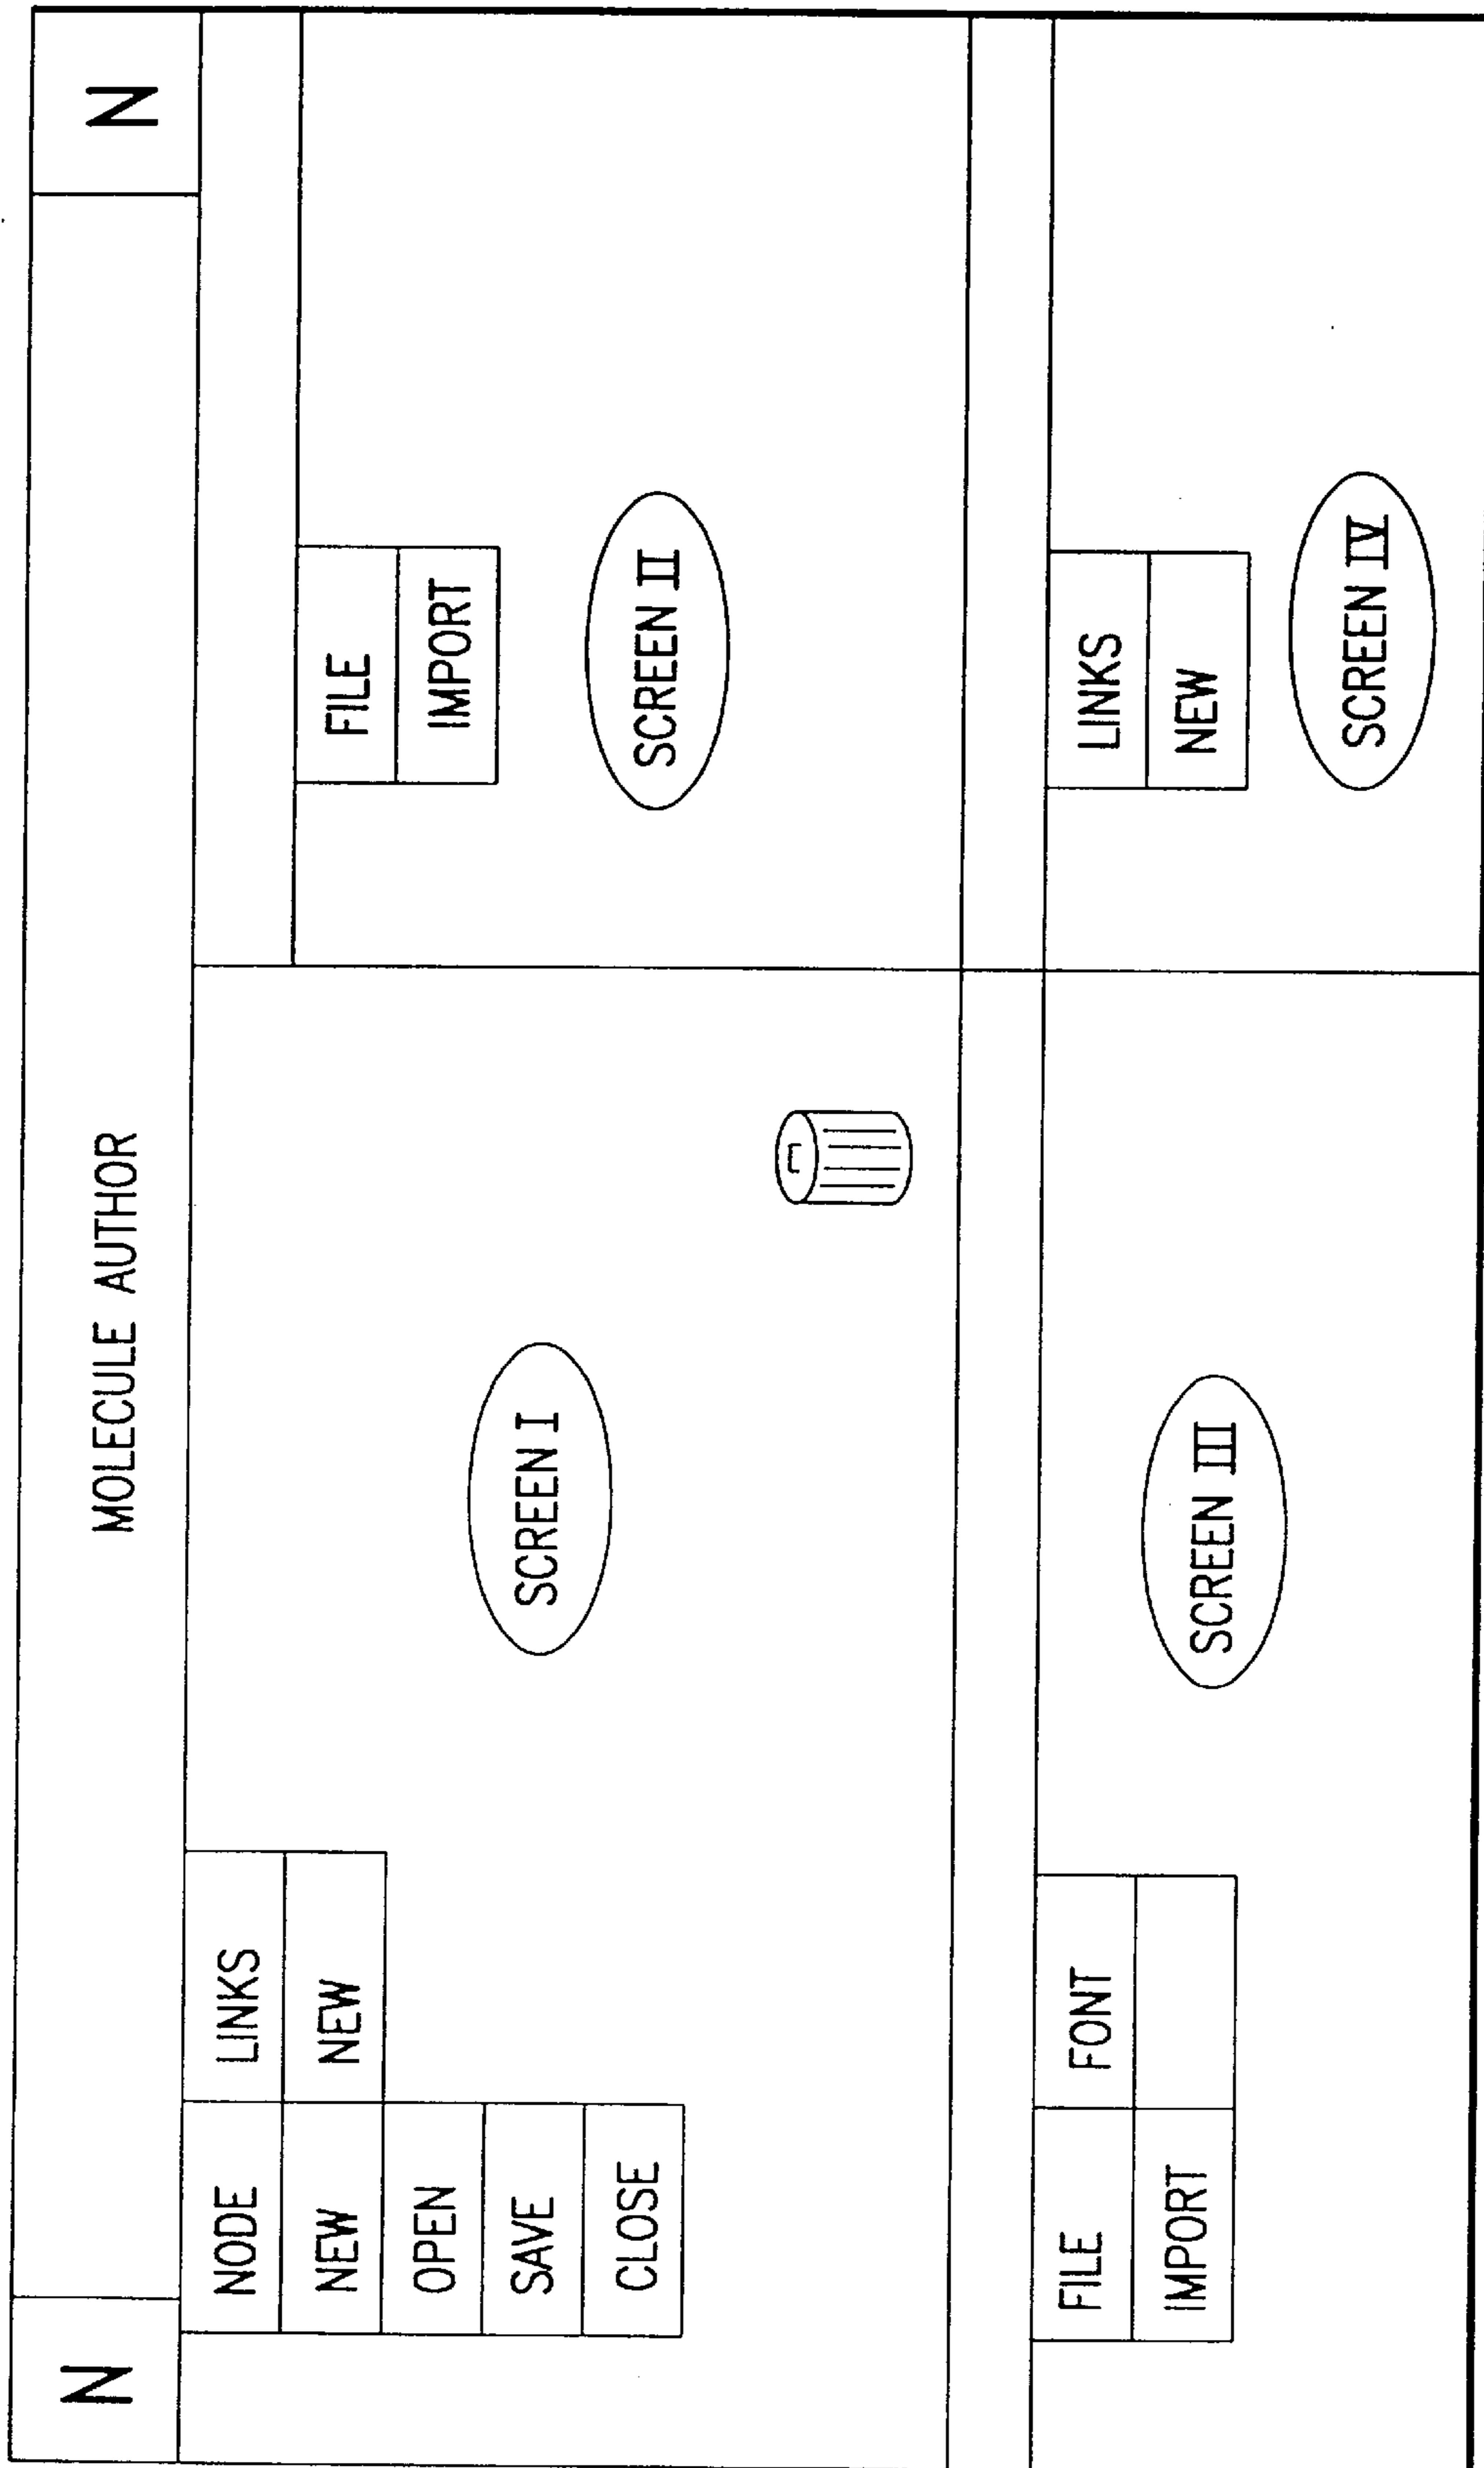 N MOLECULE AUTHOR N
NODE LINKS
NEW NEW
OPEN
SAVE
CLOSE
SCREEN I
FILE
IMPORT
SCREEN II
FILE FONT
IMPORT
SCREEN III
LINKS
NEW
SCREEN IV